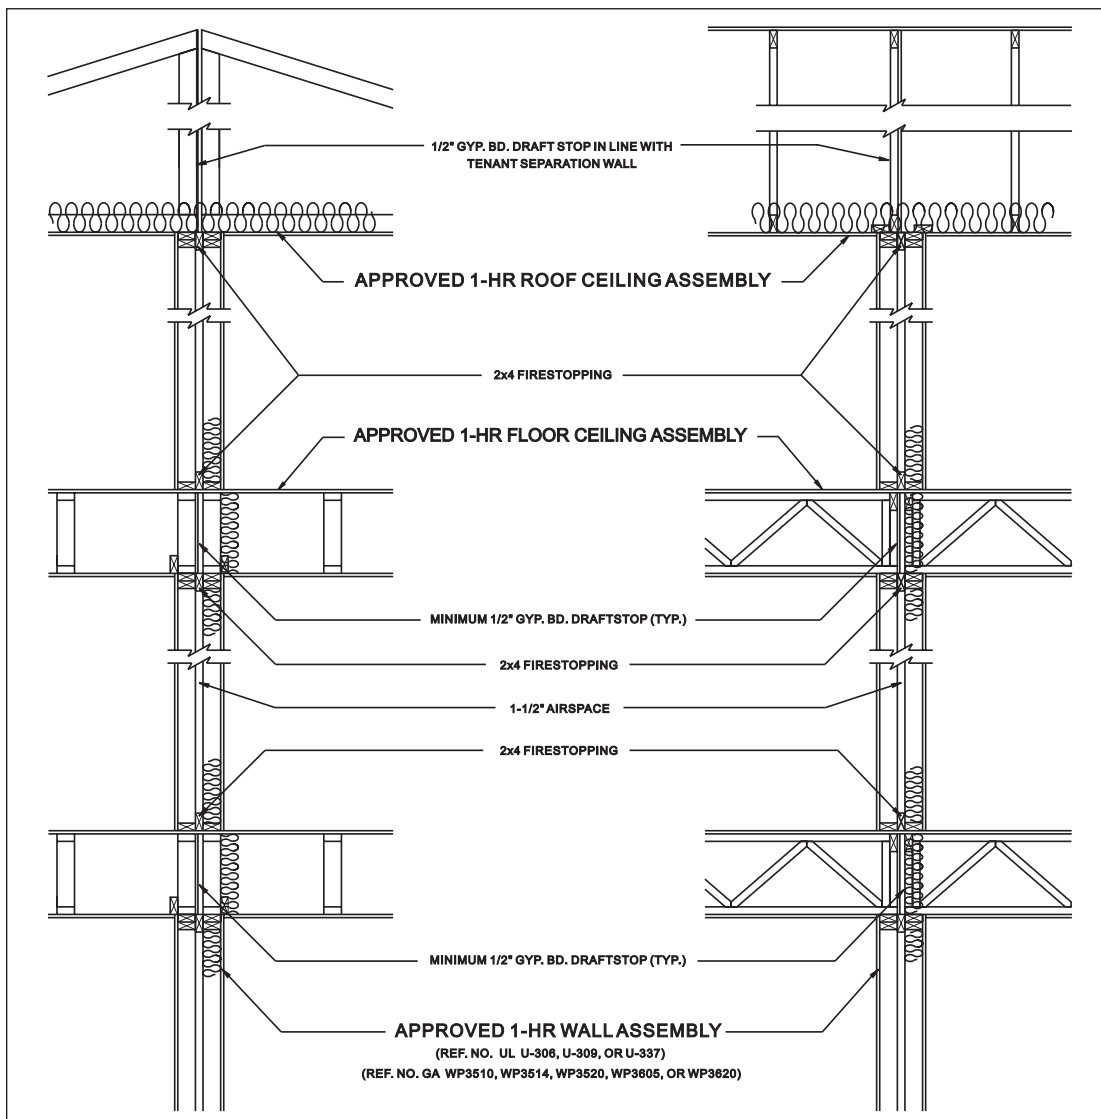 1/2" GYP. BD. DRAFT STOP IN LINE WITH
TENANT SEPARATION WALL
APPROVED 1-HR ROOF CEILING ASSEMBLY
2x4 FIRESTOPPING
APPROVED 1-HR FLOOR CEILING ASSEMBLY
MINIMUM 1/2" GYP. BD. DRAFTSTOP (TYP.)
2x4 FIRESTOPPING
1-1/2" AIRSPACE
2x4 FIRESTOPPING
MINIMUM 1/2" GYP. BD. DRAFTSTOP (TYP.)
APPROVED 1-HR WALL ASSEMBLY
(REF. NO. UL U-306, U-309, OR U-337)
(REF. NO. GA WP3510, WP3514, WP3520, WP3605, OR WP3620)